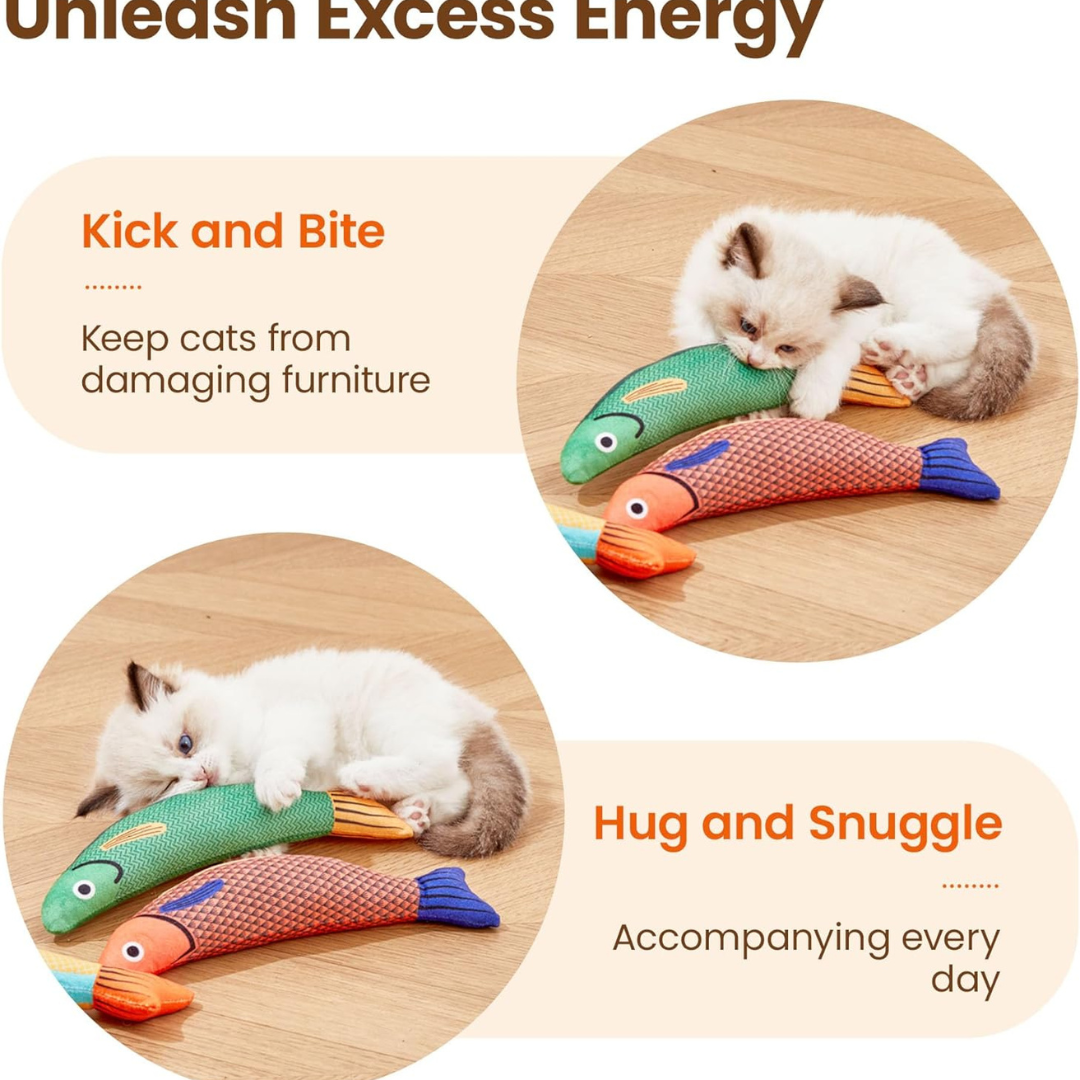 Unleash Excess Energy
Kick and Bite
Keep cats from
damaging furniture
Hug and Snuggle
Accompanying every
day